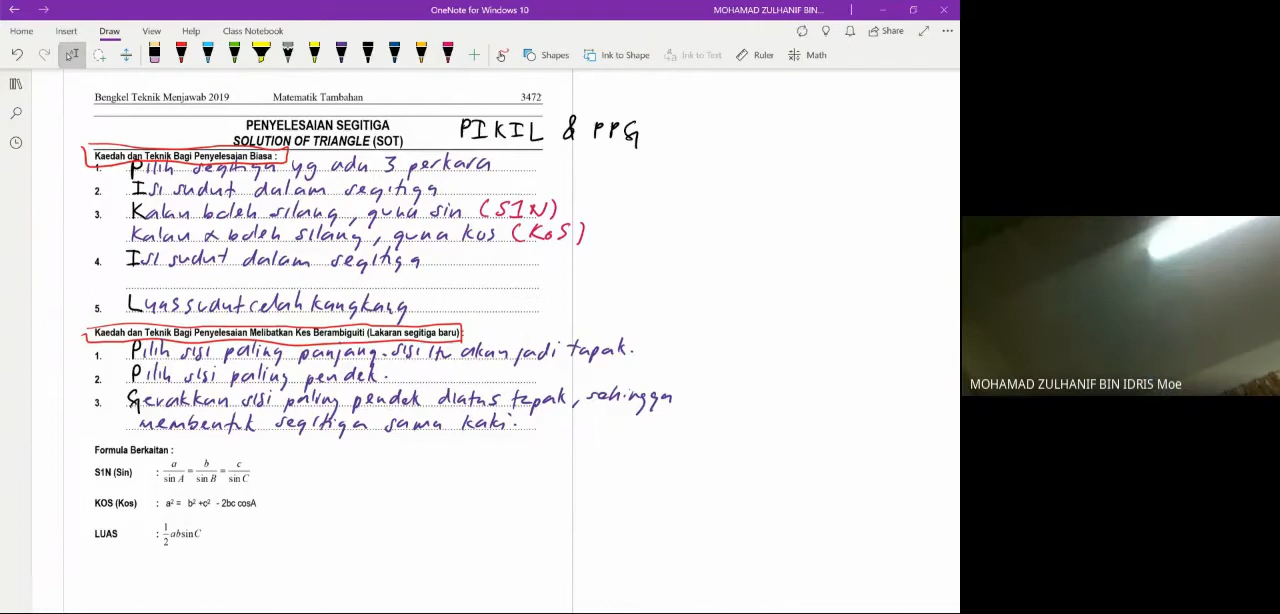 OneNote for Windows 10
MOHAMAD ZULHANIF BIN...
Home Insert Draw View Help Class Notebook
Share
Shapes Ink to Shape Ink to Text Ruler Math
Bengkel Teknik Menjawab 2019 Matematik Tambahan 3472
PENYELESAIAN SEGITIGA PIKIL & PPG
SOLUTION OF TRIANGLE (SOT)
Kaedah dan Teknik Bagi Penyelesaian Biasa :
1. Pilih segitiga yg ada 3 perkara
2. Isi sudut dalam segitiga
3. Kalau boleh silang, guna sin (S1N)
Kalau x boleh silang, guna kos (KoS)
4. Isi sudut dalam segitiga
5. Luas sudut celah kangkang
Kaedah dan Teknik Bagi Penyelesaian Melibatkan Kes Berambiguiti (Lakaran segitiga baru) :
1. Pilih sisi paling panjang. sisi itu akan jadi tapak.
2. Pilih sisi paling pendek.
3. Gerakkan sisi paling pendek diatas tapak, sehingga
membentk segitiga sama kaki.
Formula Berkaitan :
S1N (Sin) : a/sin A = b/sin B = c/sin C
KOS (Kos) : a² = b² +c² - 2bc cosA
LUAS : 1/2 ab sin C
MOHAMAD ZULHANIF BIN IDRIS Moe